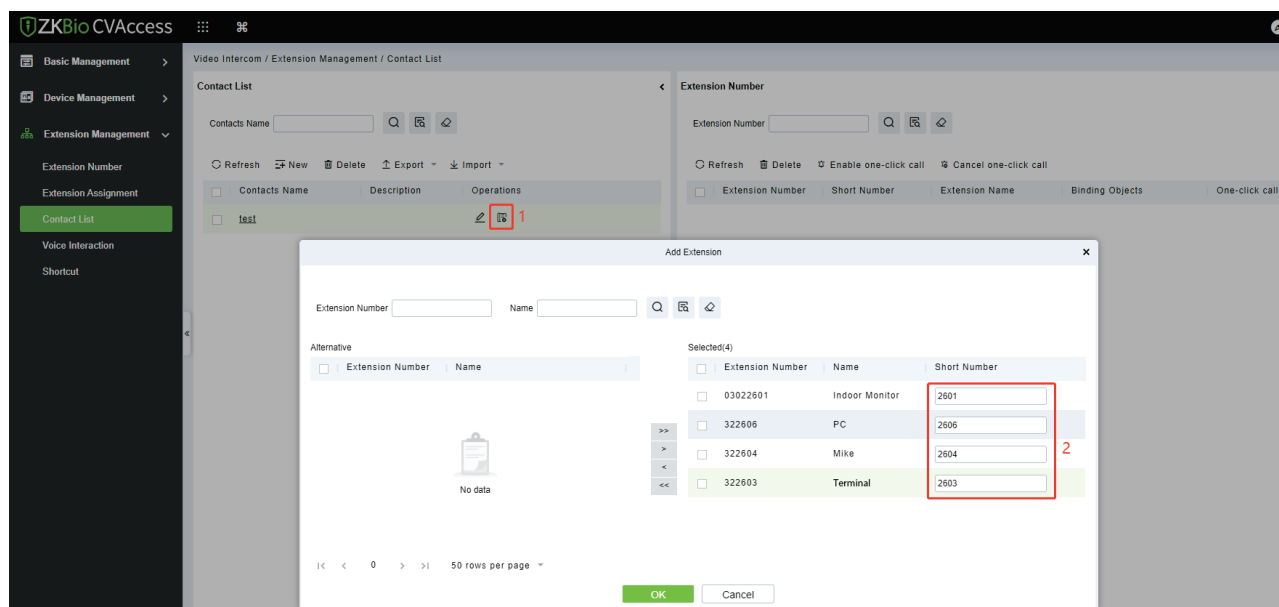 ZKBio CVAccess
Basic Management
Device Management
Extension Management
Extension Number
Extension Assignment
Contact List
Voice Interaction
Shortcut
Video Intercom / Extension Management / Contact List
Contact List
Contacts Name
Refresh New Delete Export Import
Contacts Name Description Operations
test 1
Extension Number
Extension Number
Refresh Delete Enable one-click call Cancel one-click call
Extension Number Short Number Extension Name Binding Objects One-click call
Add Extension
Extension Number Name
Alternative
Extension Number Name
No data
0 50 rows per page
Selected(4)
Extension Number Name Short Number
03022601 Indoor Monitor 2601
322606 PC 2606
322604 Mike 2604
2
322603 Terminal 2603
OK Cancel